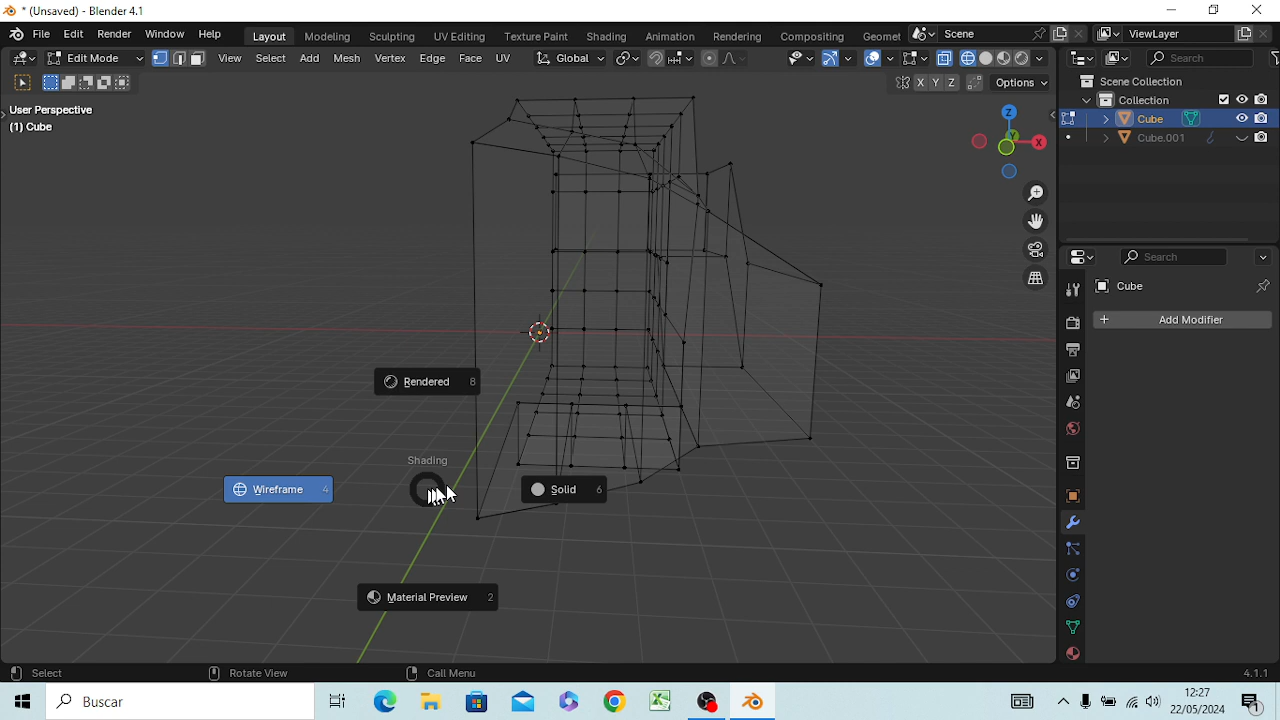 * (Unsaved) - Blender 4.1
File Edit Render Window Help Layout Modeling Sculpting UV Editing Texture Paint Shading Animation Rendering Compositing Geomet Scene ViewLayer
Edit Mode View Select Add Mesh Vertex Edge Face UV Global Search
X Y Z Options
User Perspective
(1) Cube
Z
X
Scene Collection
Collection
Cube
Cube.001
Search
Cube
Add Modifier
Rendered 8
Shading
Wireframe 4
Solid 6
Material Preview 2
Select Rotate View Call Menu 4.1.1
Buscar
12:27
22/05/2024
1